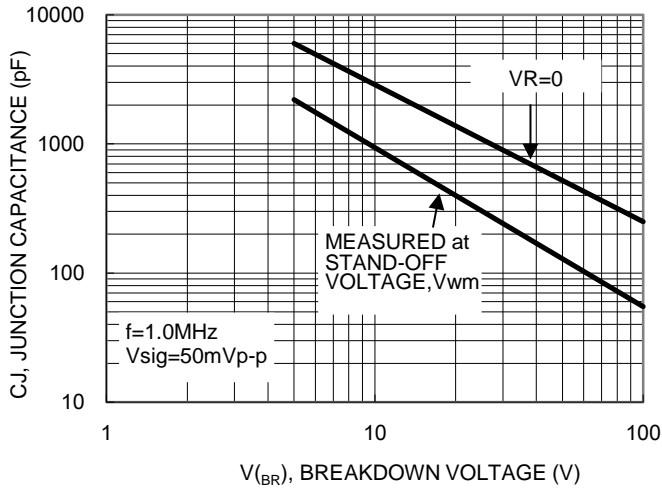 10000
1000
100
10
CJ, JUNCTION CAPACITANCE (pF)
VR=0
MEASURED at
STAND-OFF
VOLTAGE,Vwm
f=1.0MHz
Vsig=50mVp-p
1
10
100
V(BR), BREAKDOWN VOLTAGE (V)